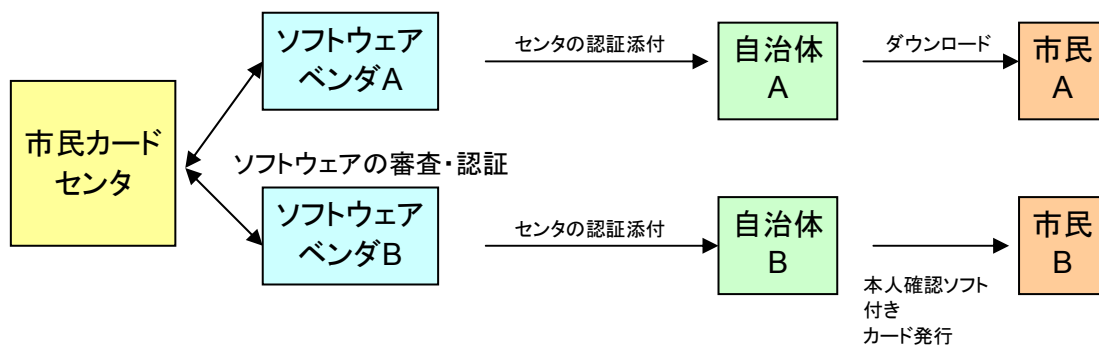 市民カード
センタ
ソフトウェア
ベンダA
センタの認証添付
自治体
A
ダウンロード
市民
A
ソフトウェアの審査・認証
ソフトウェア
ベンダB
センタの認証添付
自治体
B
本人確認ソフト
付き
カード発行
市民
B